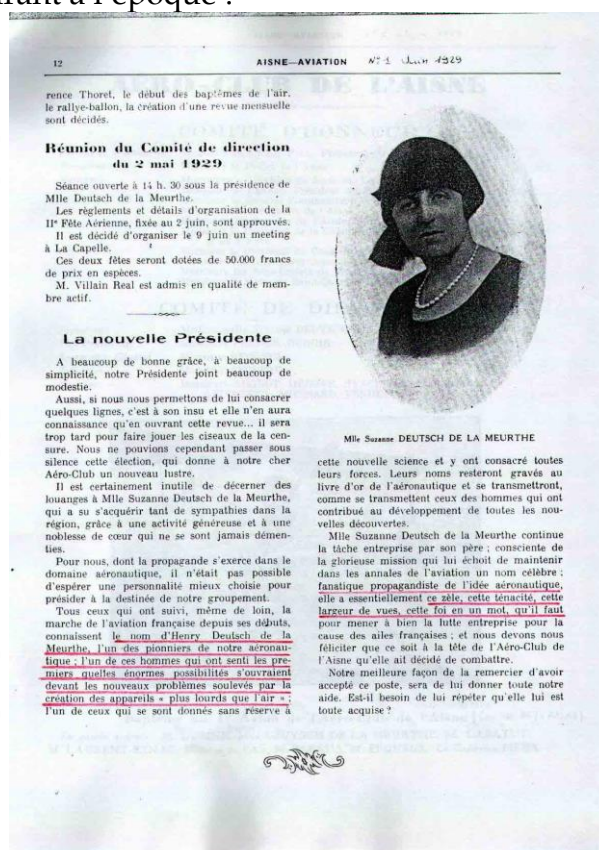 à l'époque :
12
AISNE—AVIATION
N° 1 Juin 1929
rence Thoret, le début des baptêmes de l'air,
le rallye-ballon, la création d'une revue mensuelle
sont décidés.
Réunion du Comité de direction
du 2 mai 1929
Séance ouverte à 14 h. 30 sous la présidence de
Mlle Deutsch de la Meurthe.
Les règlements et détails d'organisation de la
IIe Fête Aérienne, fixée au 2 juin, sont approuvés.
Il est décidé d'organiser le 9 juin un meeting
à La Capelle.
Ces deux fêtes seront dotées de 50.000 francs
de prix en espèces.
M. Villain Real est admis en qualité de mem-
bre actif.
La nouvelle Présidente
A beaucoup de bonne grâce, à beaucoup de
simplicité, notre Présidente joint beaucoup de
modestie.
Aussi, si nous nous permettons de lui consacrer
quelques lignes, c'est à son insu et elle n'en aura
connaissance qu'en ouvrant cette revue... il sera
trop tard pour faire jouer les ciseaux de la cen-
sure. Nous ne pouvions cependant passer sous
silence cette élection, qui donne à notre cher
Aéro-Club un nouveau lustre.
Il est certainement inutile de décerner des
louanges à Mlle Suzanne Deutsch de la Meurthe,
qui a su s'acquérir tant de sympathies dans la
région, grâce à une activité généreuse et à une
noblesse de cœur qui ne se sont jamais démen-
ties.
Pour nous, dont la propagande s'exerce dans le
domaine aéronautique, il n'était pas possible
d'espérer une personnalité mieux choisie pour
présider à la destinée de notre groupement.
Tous ceux qui ont suivi, même de loin, la
marche de l'aviation française depuis ses débuts,
connaissent le nom d'Henry Deutsch de la
Meurthe, l'un des pionniers de notre aéronau-
tique ; l'un de ces hommes qui ont senti les pre-
miers quelles énormes possibilités s'ouvraient
devant les nouveaux problèmes soulevés par la
création des appareils « plus lourds que l'air » ;
l'un de ceux qui se sont donnés sans réserve à
Mlle Suzanne DEUTSCH DE LA MEURTHE
cette nouvelle science et y ont consacré toutes
leurs forces. Leurs noms resteront gravés au
livre d'or de l'aéronautique et se transmettront,
comme se transmettent ceux des hommes qui ont
contribué au développement de toutes les nou-
velles découvertes.
Mlle Suzanne Deutsch de la Meurthe continue
la tâche entreprise par son père ; consciente de
la glorieuse mission qui lui échoit de maintenir
dans les annales de l'aviation un nom célèbre ;
fanatique propagandiste de l'idée aéronautique,
elle a essentiellement ce zèle, cette ténacité, cette
largeur de vues, cette foi en un mot, qu'il faut
pour mener à bien la lutte entreprise pour la
cause des ailes françaises ; et nous devons nous
féliciter que ce soit à la tête de l'Aéro-Club de
l'Aisne qu'elle ait décidé de combattre.
Notre meilleure façon de la remercier d'avoir
accepté ce poste, sera de lui donner toute notre
aide. Est-il besoin de lui répéter qu'elle lui est
toute acquise ?